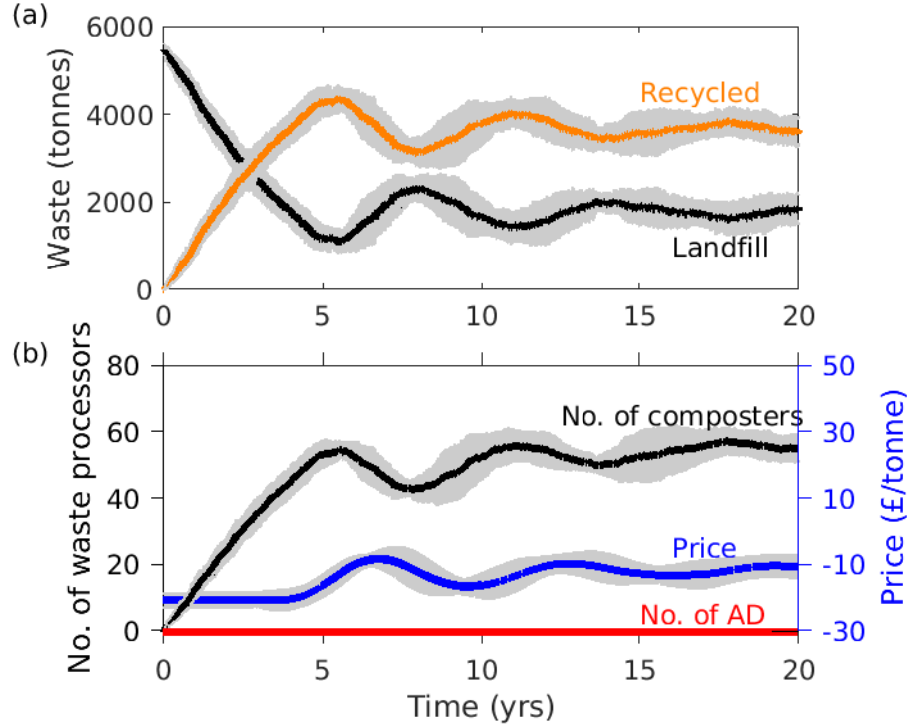 (a)
6000
4000
2000
0
Waste (tonnes)
Recycled
Landfill
0 5 10 15 20
(b)
80
60
40
20
0
No. of waste processors
No. of composters
Price
No. of AD
50
30
10
-10
-30
Price (£/tonne)
0 5 10 15 20
Time (yrs)